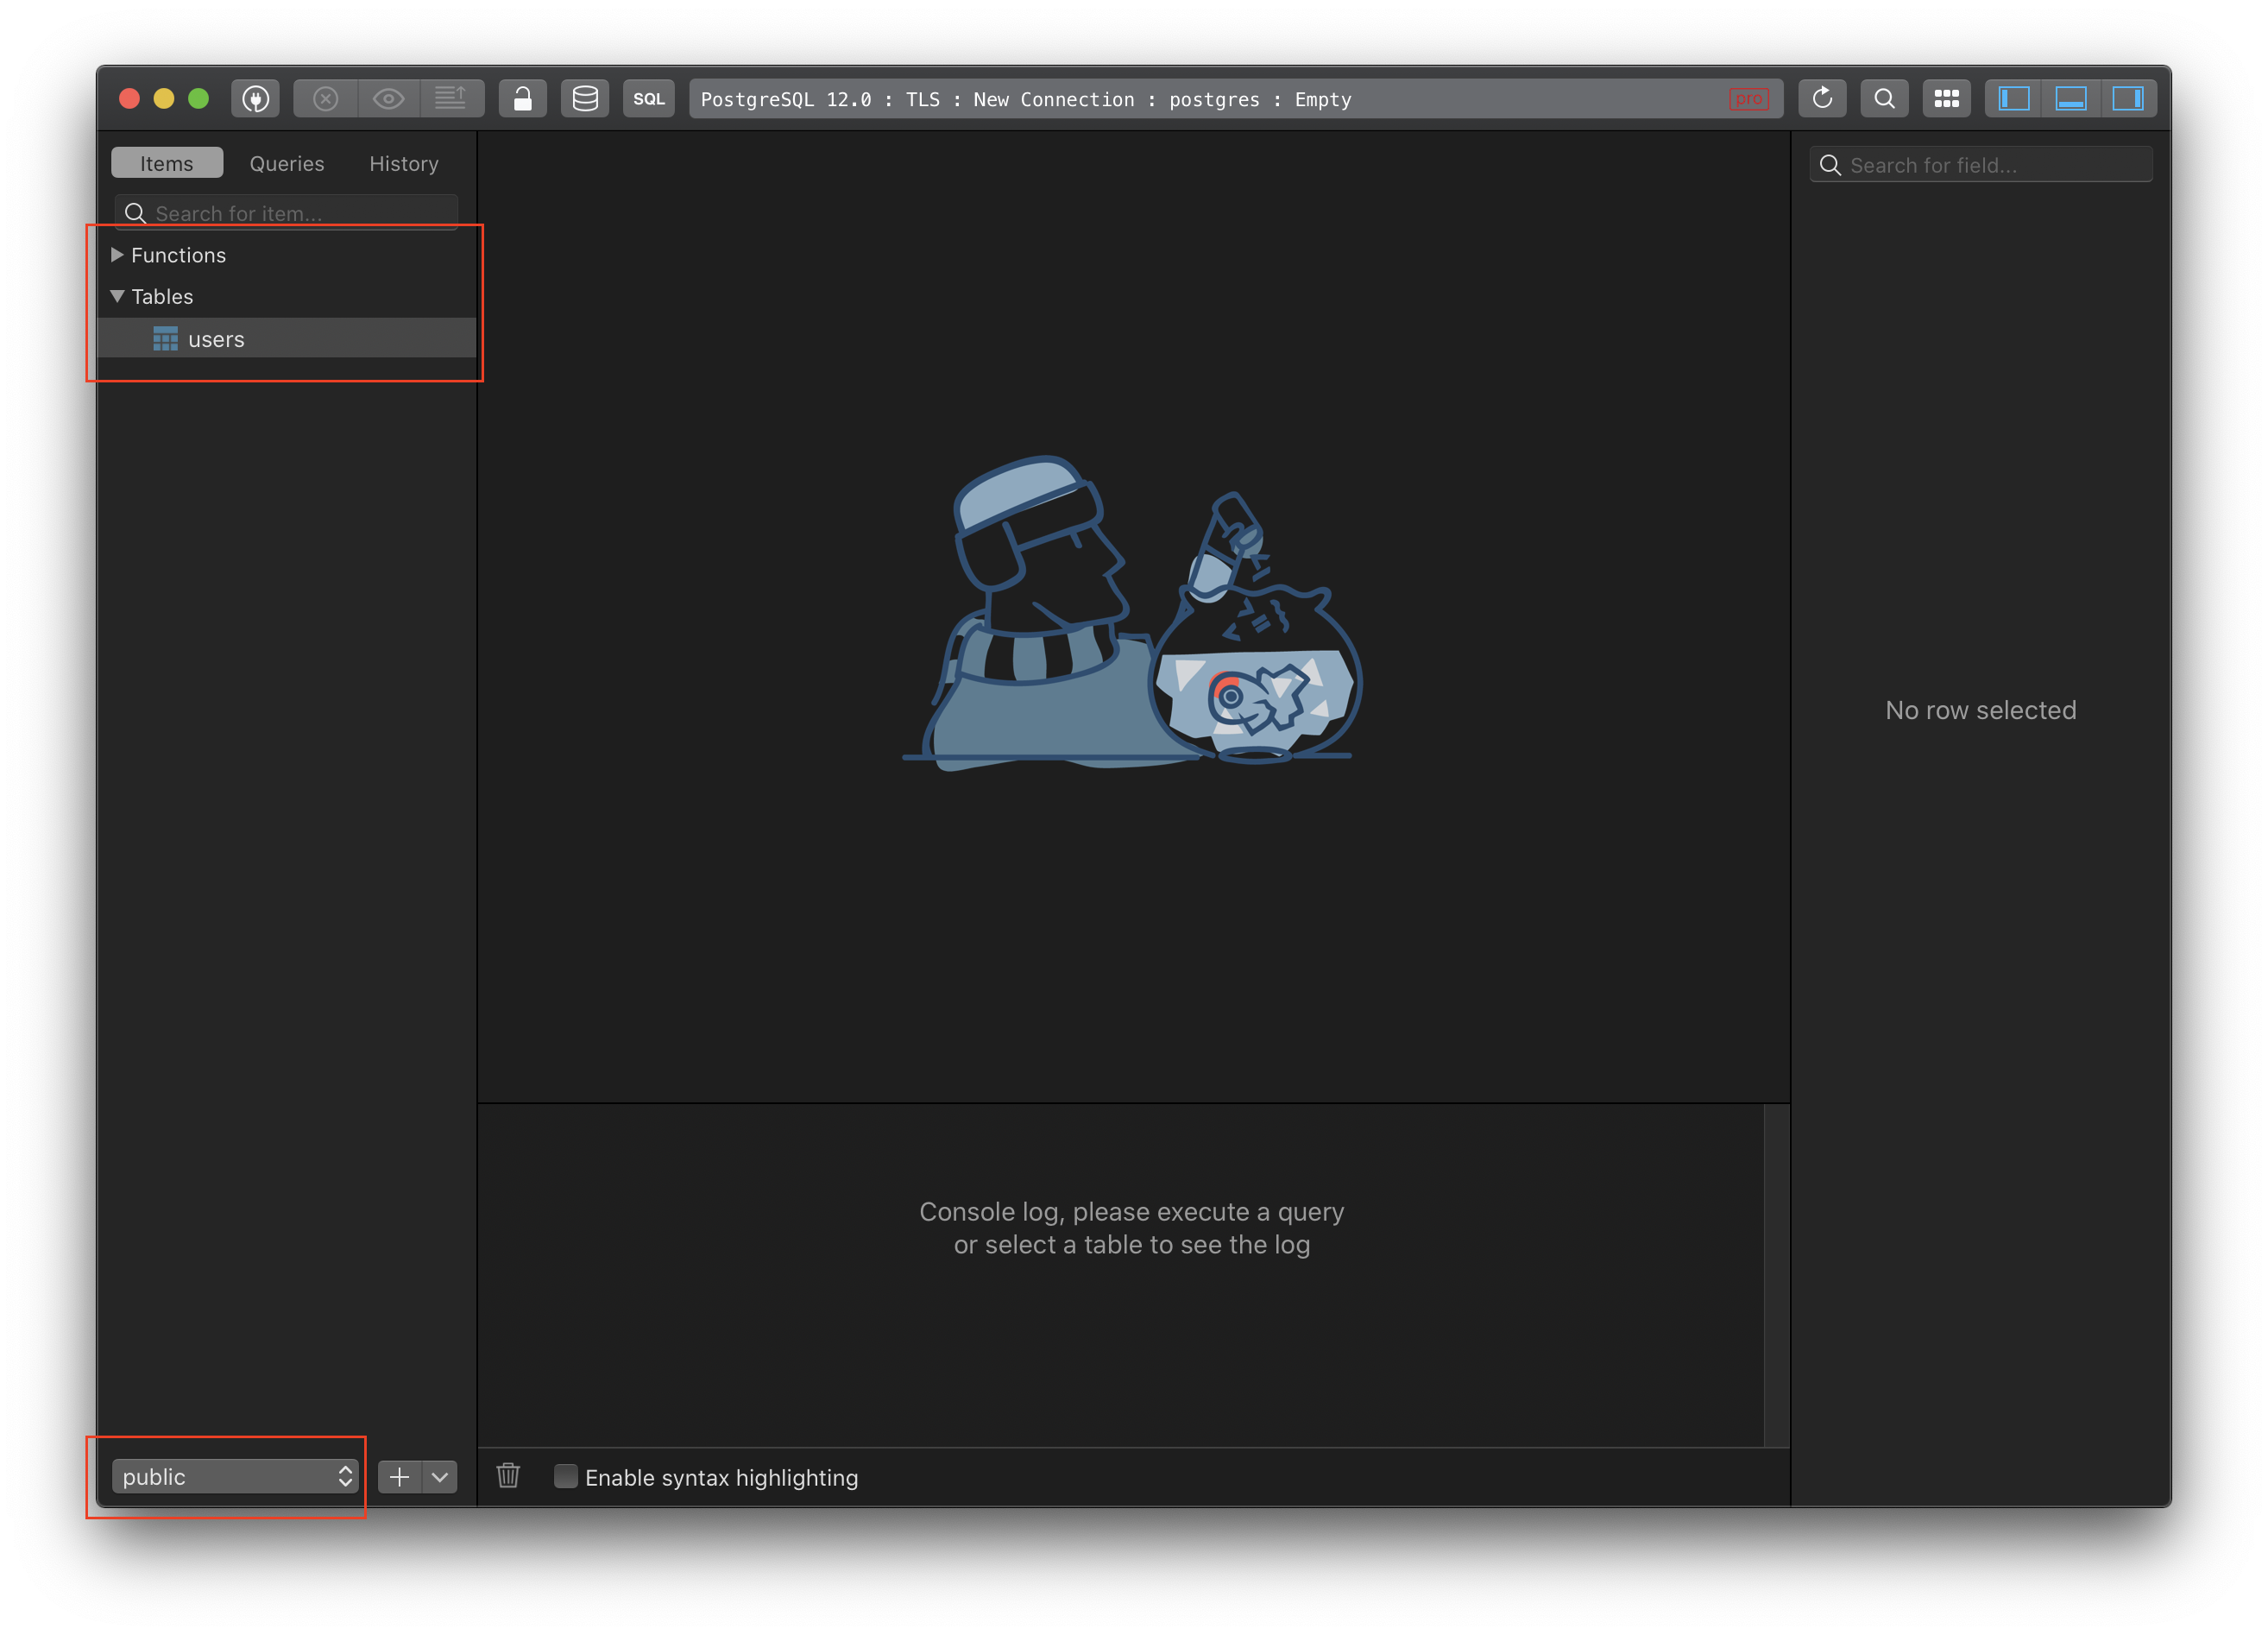 SQL
PostgreSQL 12.0 : TLS : New Connection : postgres : Empty
pro
Items
Queries
History
Search for item...
Functions
Tables
users
Search for field...
No row selected
Console log, please execute a query
or select a table to see the log
public
Enable syntax highlighting